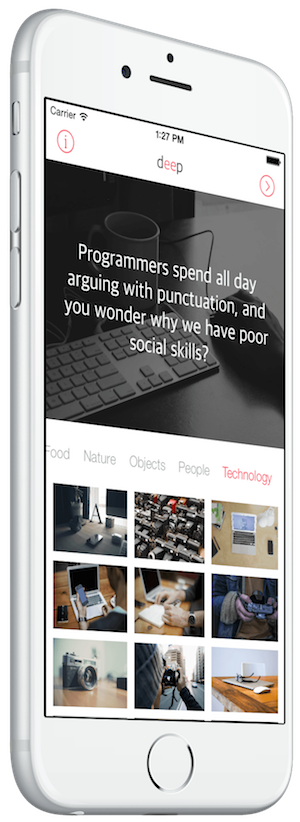 Carrier 1:27 PM
i
deep
Programmers spend all day
arguing with punctuation, and
you wonder why we have poor
social skills?
Food Nature Objects People Technology